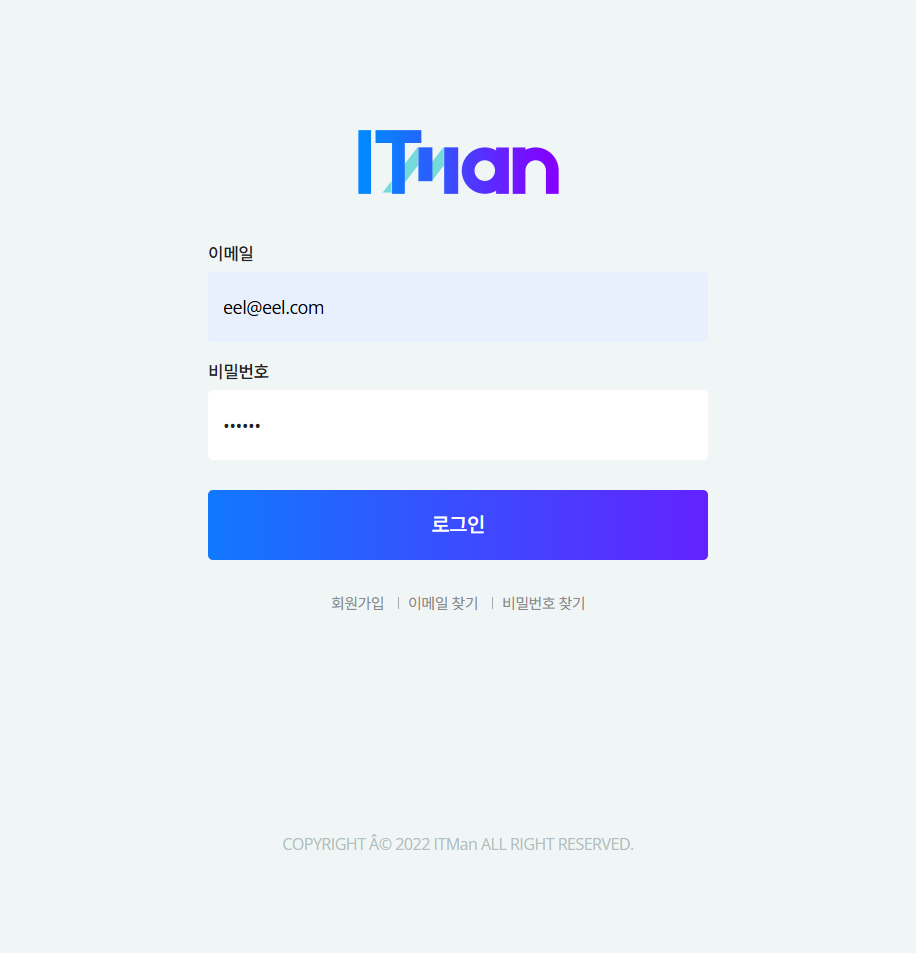 ITMan
이메일
eel@eel.com
비밀번호
••••••
로그인
회원가입 | 이메일 찾기 | 비밀번호 찾기
COPYRIGHT Â© 2022 ITMan ALL RIGHT RESERVED.